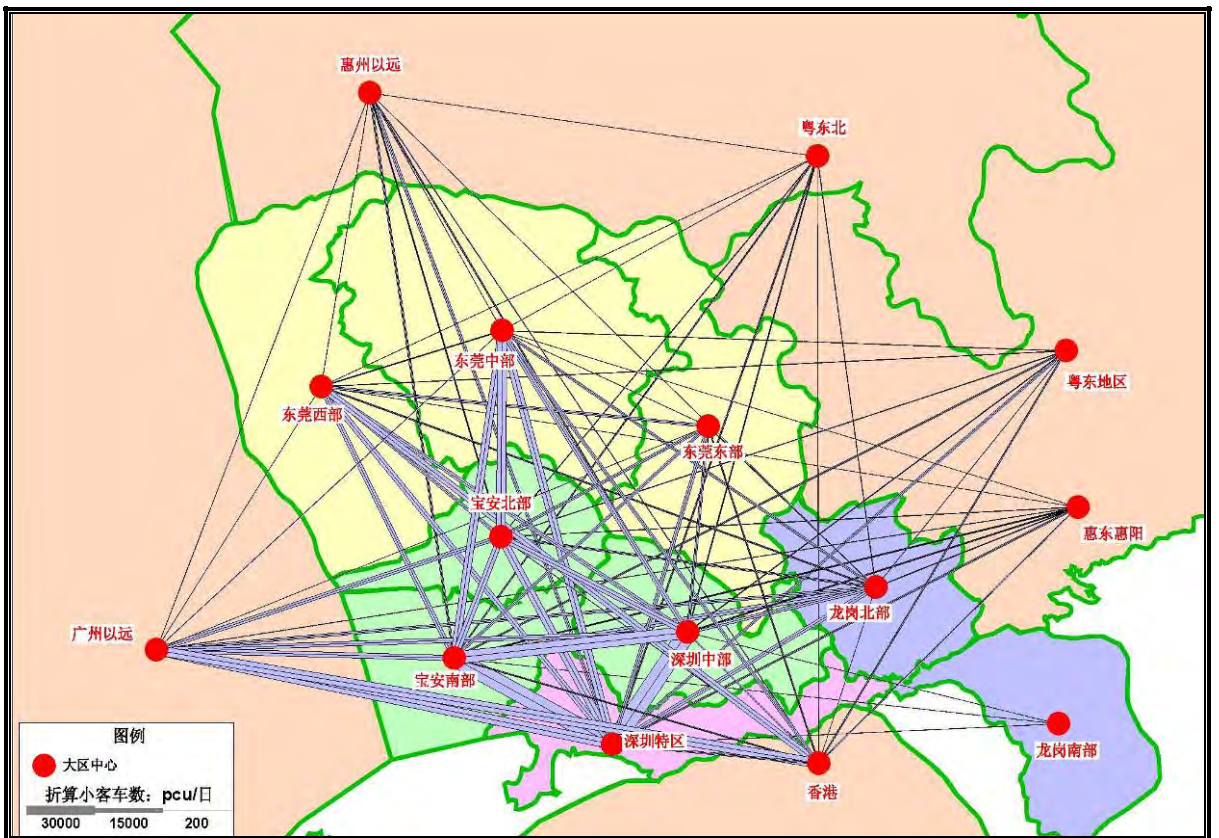 惠州以远
粤东北
东莞中部
粤东地区
东莞西部
东莞东部
宝安北部
惠东惠阳
龙岗北部
广州以远
深圳中部
宝安南部
深圳特区
龙岗南部
香港
图例
大区中心
折算小客车数：pcu/日
30000 15000 200